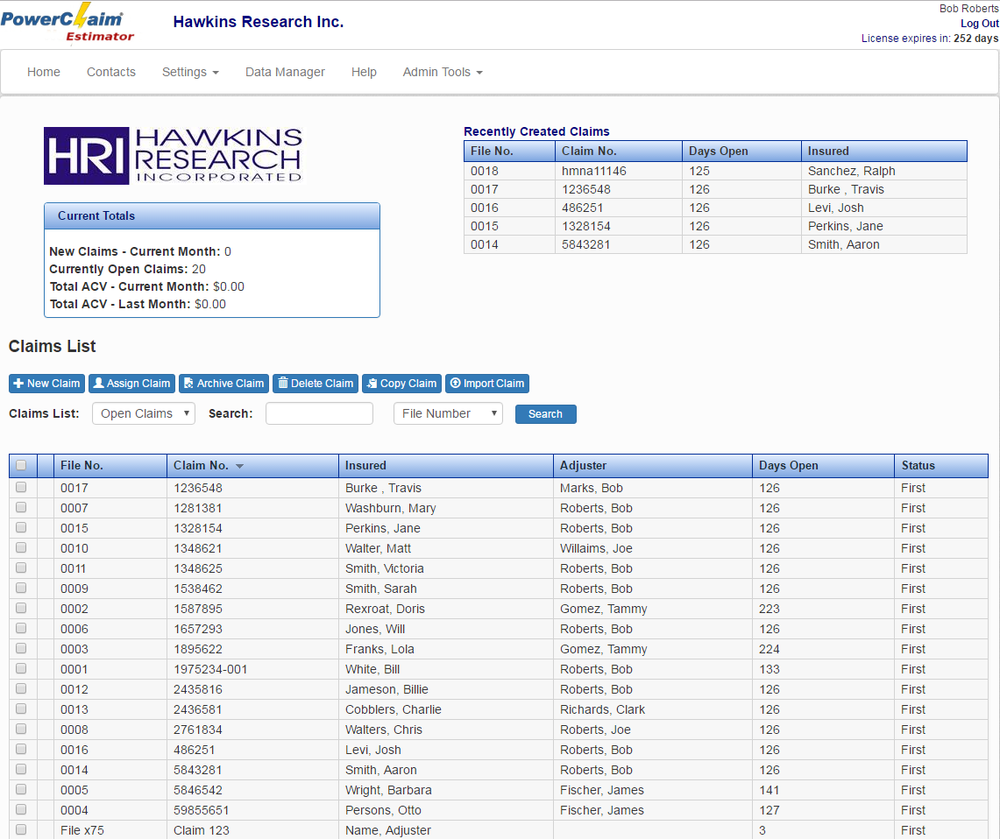 PowerClaim
Estimator
Hawkins Research Inc.
Bob Roberts
Log Out
License expires in: 252 days
Home Contacts Settings Data Manager Help Admin Tools
HRI HAWKINS
RESEARCH
INCORPORATED
Current Totals
New Claims - Current Month: 0
Currently Open Claims: 20
Total ACV - Current Month: $0.00
Total ACV - Last Month: $0.00
Recently Created Claims
File No. Claim No. Days Open Insured
0018 hmna11146 125 Sanchez, Ralph
0017 1236548 126 Burke , Travis
0016 486251 126 Levi, Josh
0015 1328154 126 Perkins, Jane
0014 5843281 126 Smith, Aaron
Claims List
New Claim Assign Claim Archive Claim Delete Claim Copy Claim Import Claim
Claims List: Open Claims Search: File Number Search
File No. Claim No. Insured Adjuster Days Open Status
0017 1236548 Burke , Travis Marks, Bob 126 First
0007 1281381 Washburn, Mary Roberts, Bob 126 First
0015 1328154 Perkins, Jane Roberts, Bob 126 First
0010 1348621 Walter, Matt Willaims, Joe 126 First
0011 1348625 Smith, Victoria Roberts, Bob 126 First
0009 1538462 Smith, Sarah Roberts, Bob 126 First
0002 1587895 Rexroat, Doris Gomez, Tammy 223 First
0006 1657293 Jones, Will Roberts, Bob 126 First
0003 1895622 Franks, Lola Gomez, Tammy 224 First
0001 1975234-001 White, Bill Roberts, Bob 133 First
0012 2435816 Jameson, Billie Roberts, Bob 126 First
0013 2436581 Cobblers, Charlie Richards, Clark 126 First
0008 2761834 Walters, Chris Roberts, Joe 126 First
0016 486251 Levi, Josh Roberts, Bob 126 First
0014 5843281 Smith, Aaron Roberts, Bob 126 First
0005 5846542 Wright, Barbara Fischer, James 141 First
0004 59855651 Persons, Otto Fischer, James 127 First
File x75 Claim 123 Name, Adjuster 3 First